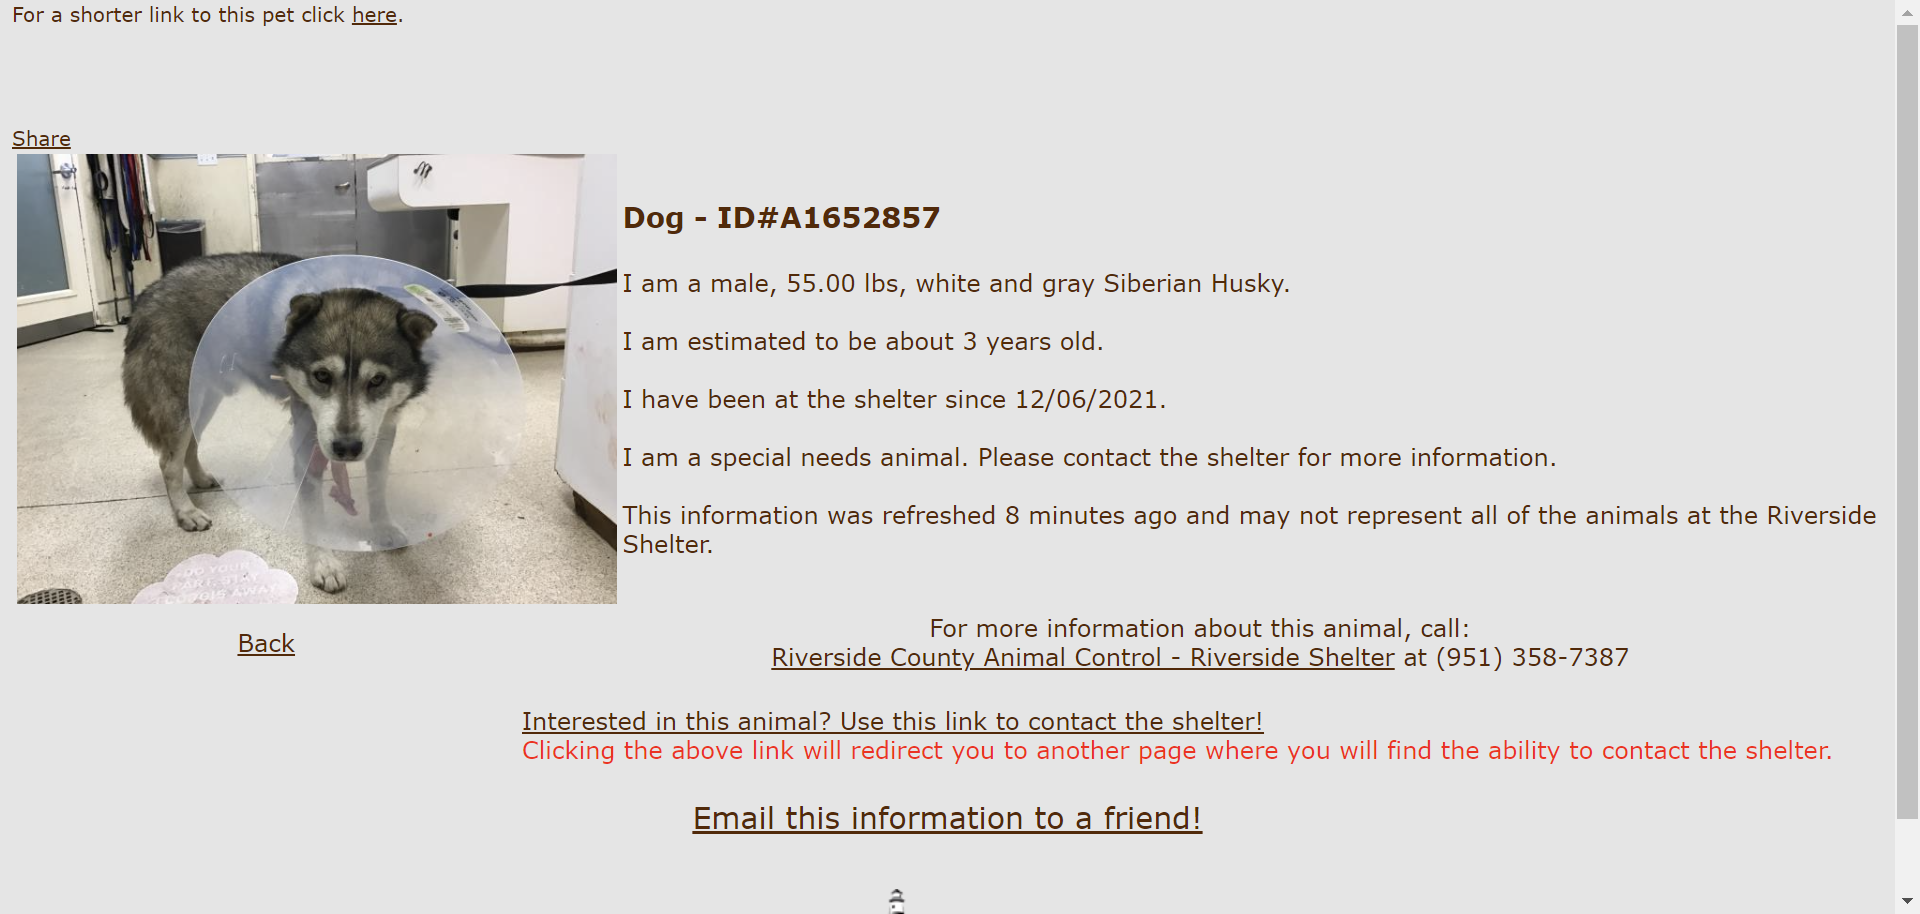 For a shorter link to this pet click here.
Share
Dog - ID#A1652857
I am a male, 55.00 lbs, white and gray Siberian Husky.
I am estimated to be about 3 years old.
I have been at the shelter since 12/06/2021.
I am a special needs animal. Please contact the shelter for more information.
This information was refreshed 8 minutes ago and may not represent all of the animals at the Riverside
Shelter.
DO YOUR
PART, STAY
AWAY
Back
For more information about this animal, call:
Riverside County Animal Control - Riverside Shelter at (951) 358-7387
Interested in this animal? Use this link to contact the shelter!
Clicking the above link will redirect you to another page where you will find the ability to contact the shelter.
Email this information to a friend!